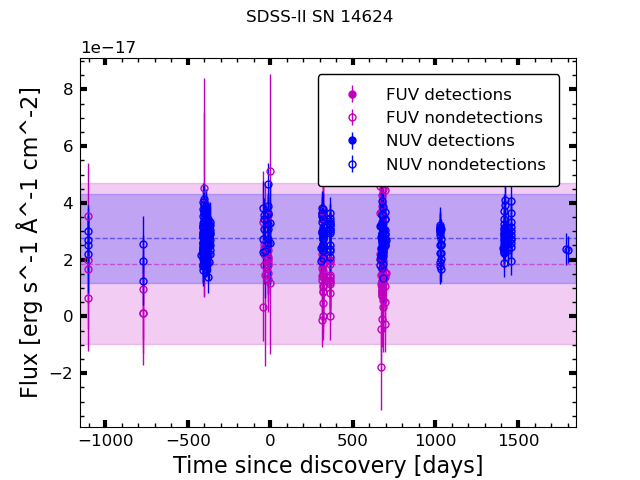 SDSS-II SN 14624
1e−17
FUV detections
FUV nondetections
NUV detections
NUV nondetections
8
6
4
2
0
−2
Flux [erg s^-1 Å^-1 cm^-2]
−1000
−500
0
500
1000
1500
Time since discovery [days]